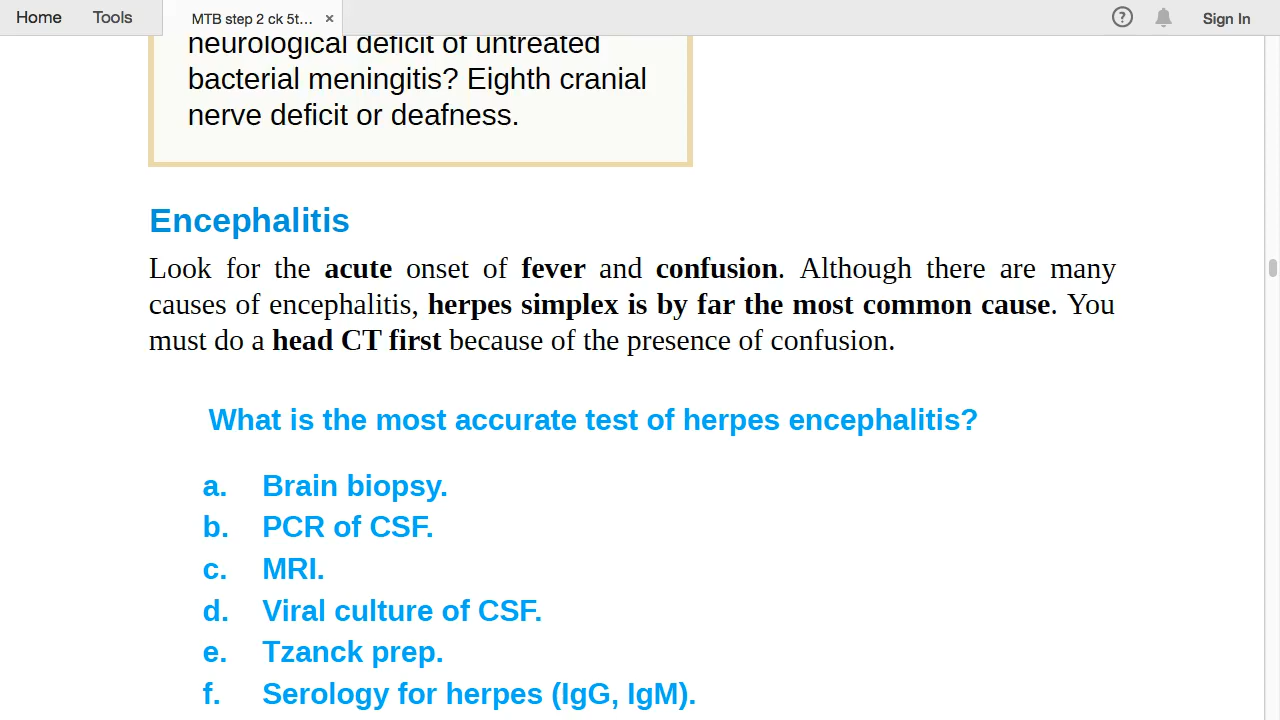 Home Tools MTB step 2 ck 5t... × ? Sign In
neurological deficit of untreated
bacterial meningitis? Eighth cranial
nerve deficit or deafness.
Encephalitis
Look for the acute onset of fever and confusion. Although there are many
causes of encephalitis, herpes simplex is by far the most common cause. You
must do a head CT first because of the presence of confusion.
What is the most accurate test of herpes encephalitis?
a. Brain biopsy.
b. PCR of CSF.
c. MRI.
d. Viral culture of CSF.
e. Tzanck prep.
f. Serology for herpes (IgG, IgM).